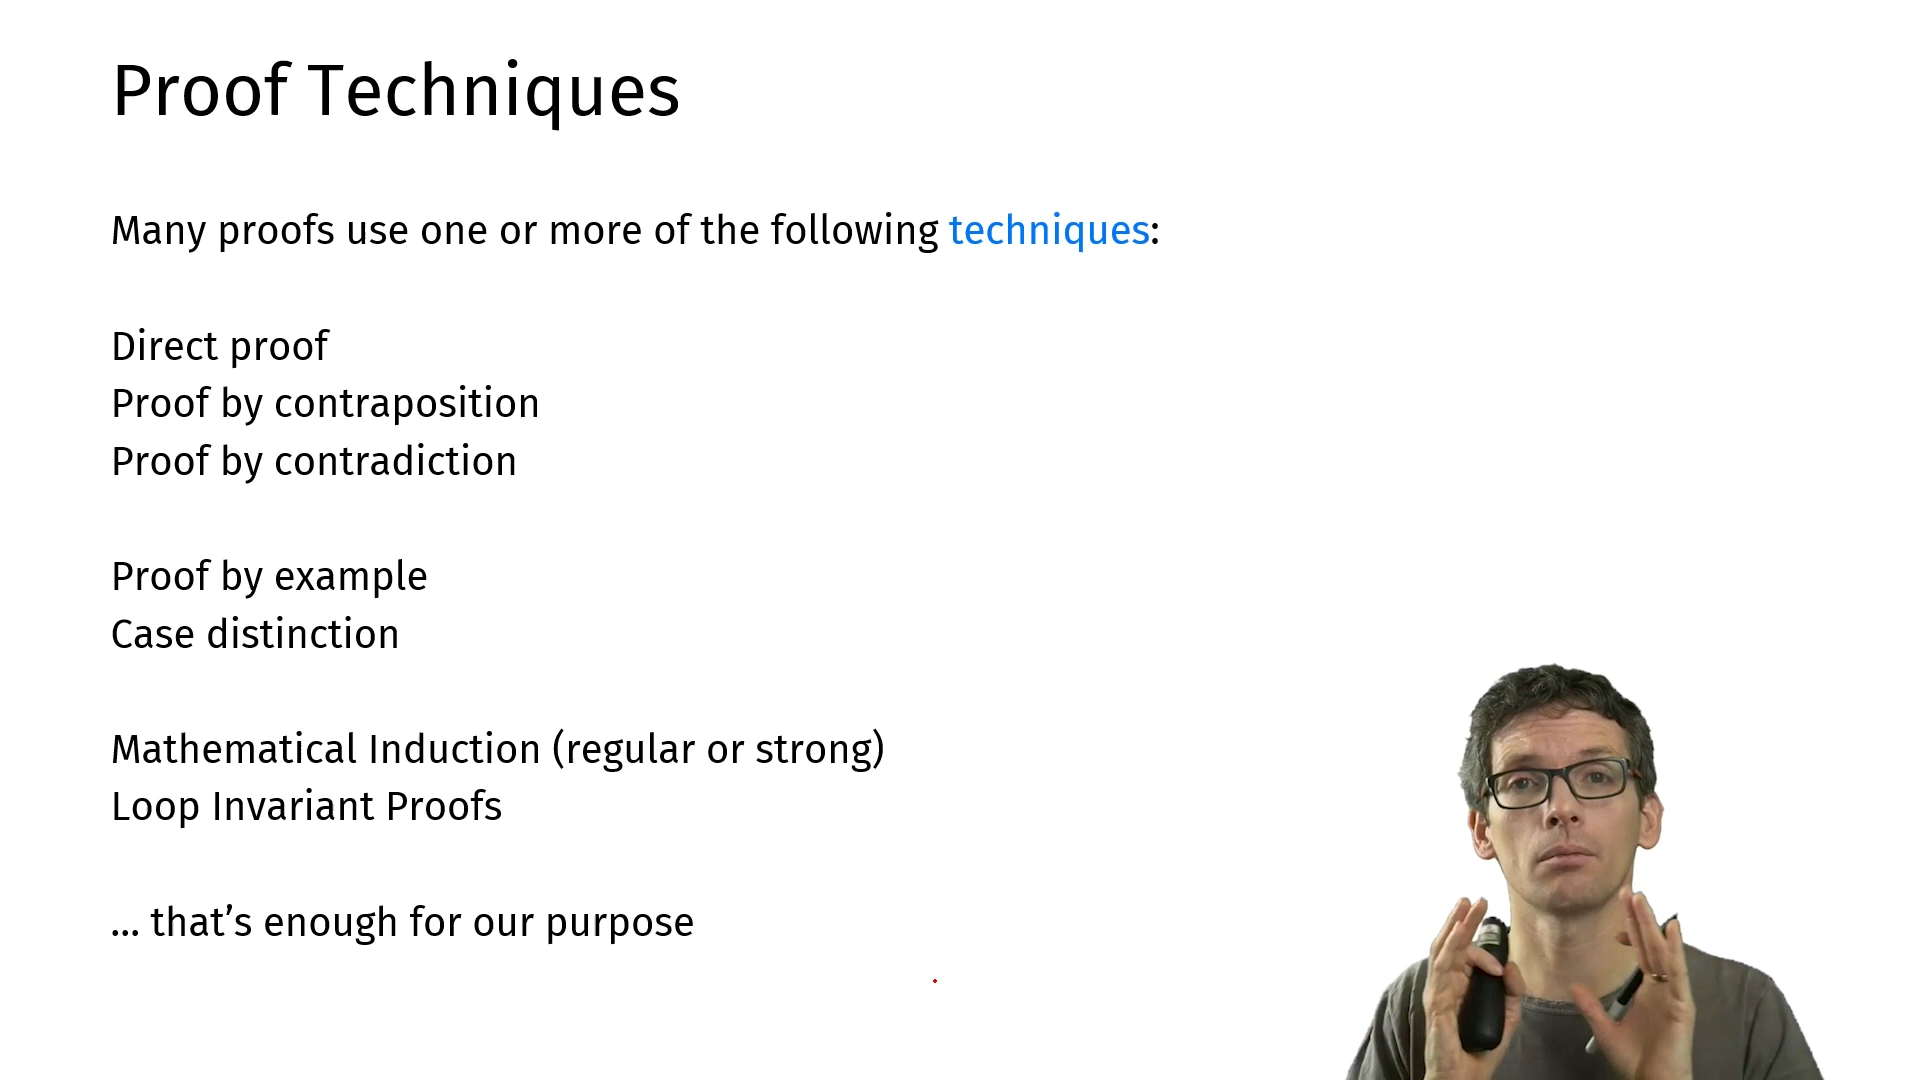 Proof Techniques
Many proofs use one or more of the following techniques:
Direct proof
Proof by contraposition
Proof by contradiction
Proof by example
Case distinction
Mathematical Induction (regular or strong)
Loop Invariant Proofs
... that’s enough for our purpose